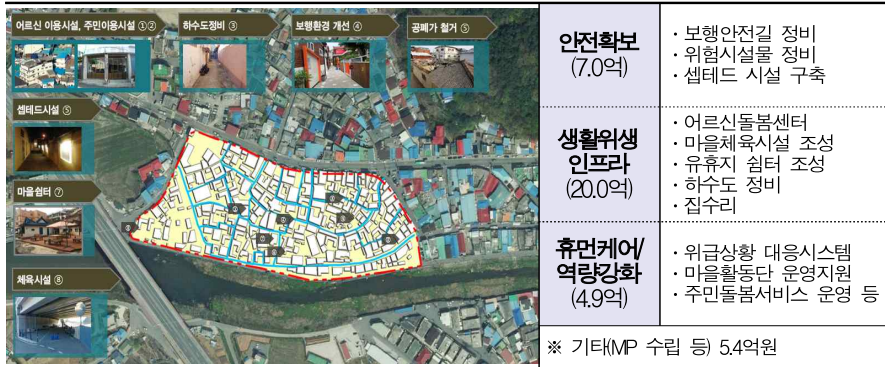 어르신 이용시설, 주민이용시설 ①②
하수도정비 ③
보행환경 개선 ④
공폐가 철거 ⑤
셉테드시설 ⑤
마을쉼터 ⑦
체육시설 ⑧
안전확보
(7.0억)
· 보행안전길 정비
· 위험시설물 정비
· 셉테드 시설 구축
생활위생
인프라
(20.0억)
· 어르신돌봄센터
· 마을체육시설 조성
· 유휴지 쉼터 조성
· 하수도 정비
· 집수리
휴먼케어/
역량강화
(4.9억)
· 위급상황 대응시스템
· 마을활동단 운영지원
· 주민돌봄서비스 운영 등
※ 기타(MP 수립 등) 5.4억원